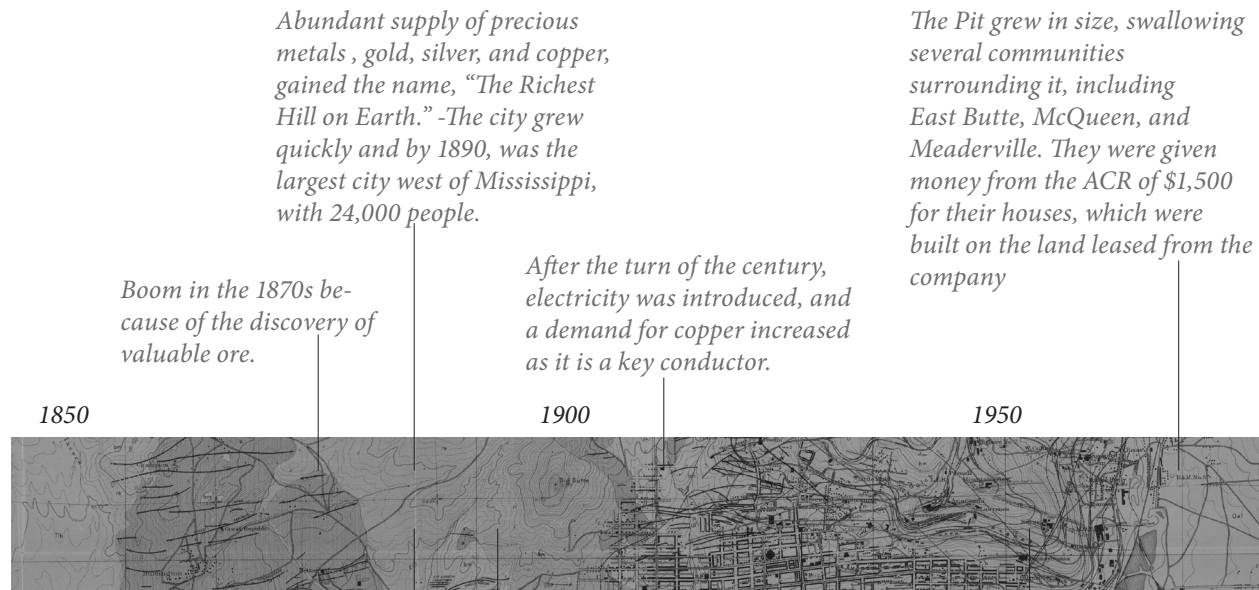 Abundant supply of precious
metals , gold, silver, and copper,
gained the name, “The Richest
Hill on Earth.” -The city grew
quickly and by 1890, was the
largest city west of Mississippi,
with 24,000 people.
The Pit grew in size, swallowing
several communities
surrounding it, including
East Butte, McQueen, and
Meaderville. They were given
money from the ACR of $1,500
for their houses, which were
built on the land leased from the
company
Boom in the 1870s be-
cause of the discovery of
valuable ore.
After the turn of the century,
electricity was introduced, and
a demand for copper increased
as it is a key conductor.
1850
1900
1950
Big Butte